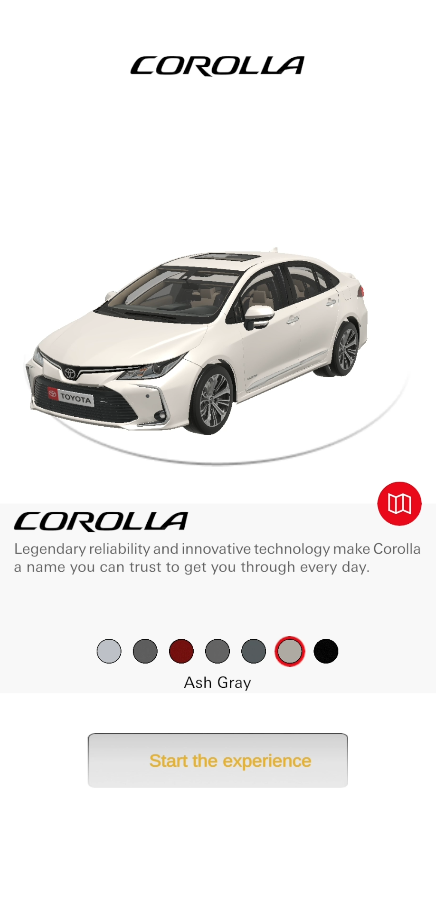 COROLLA
TOYOTA
COROLLA
Legendary reliability and innovative technology make Corolla
a name you can trust to get you through every day.
Ash Gray
Start the experience